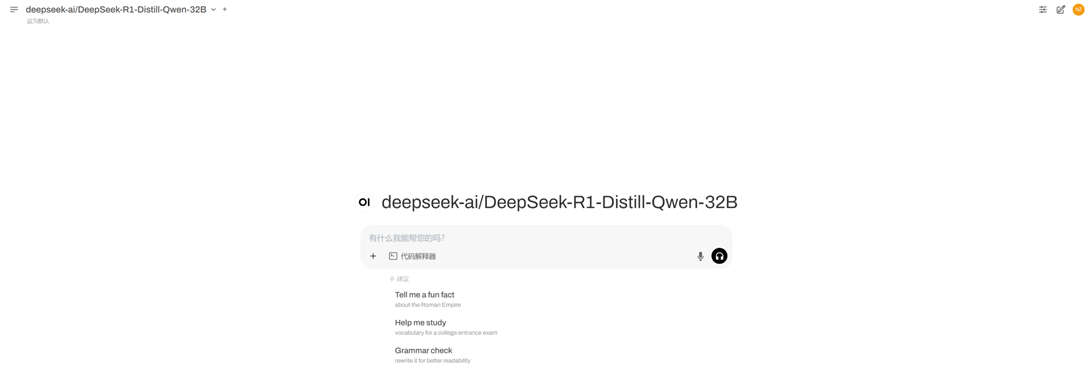 deepseek-ai/DeepSeek-R1-Distill-Qwen-32B
设为默认
OI deepseek-ai/DeepSeek-R1-Distill-Qwen-32B
有什么我能帮您的吗?
代码解释器
建议
Tell me a fun fact
about the Roman Empire
Help me study
vocabulary for a college entrance exam
Grammar check
rewrite it for better readability